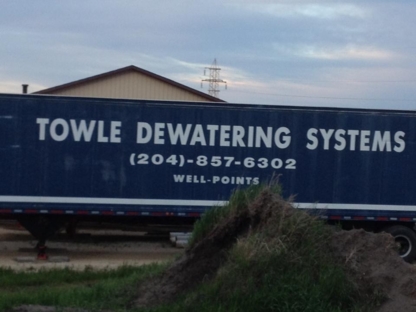 TOWLE DEWATERING SYSTEMS
(204)-857-6302
WELL-POINTS